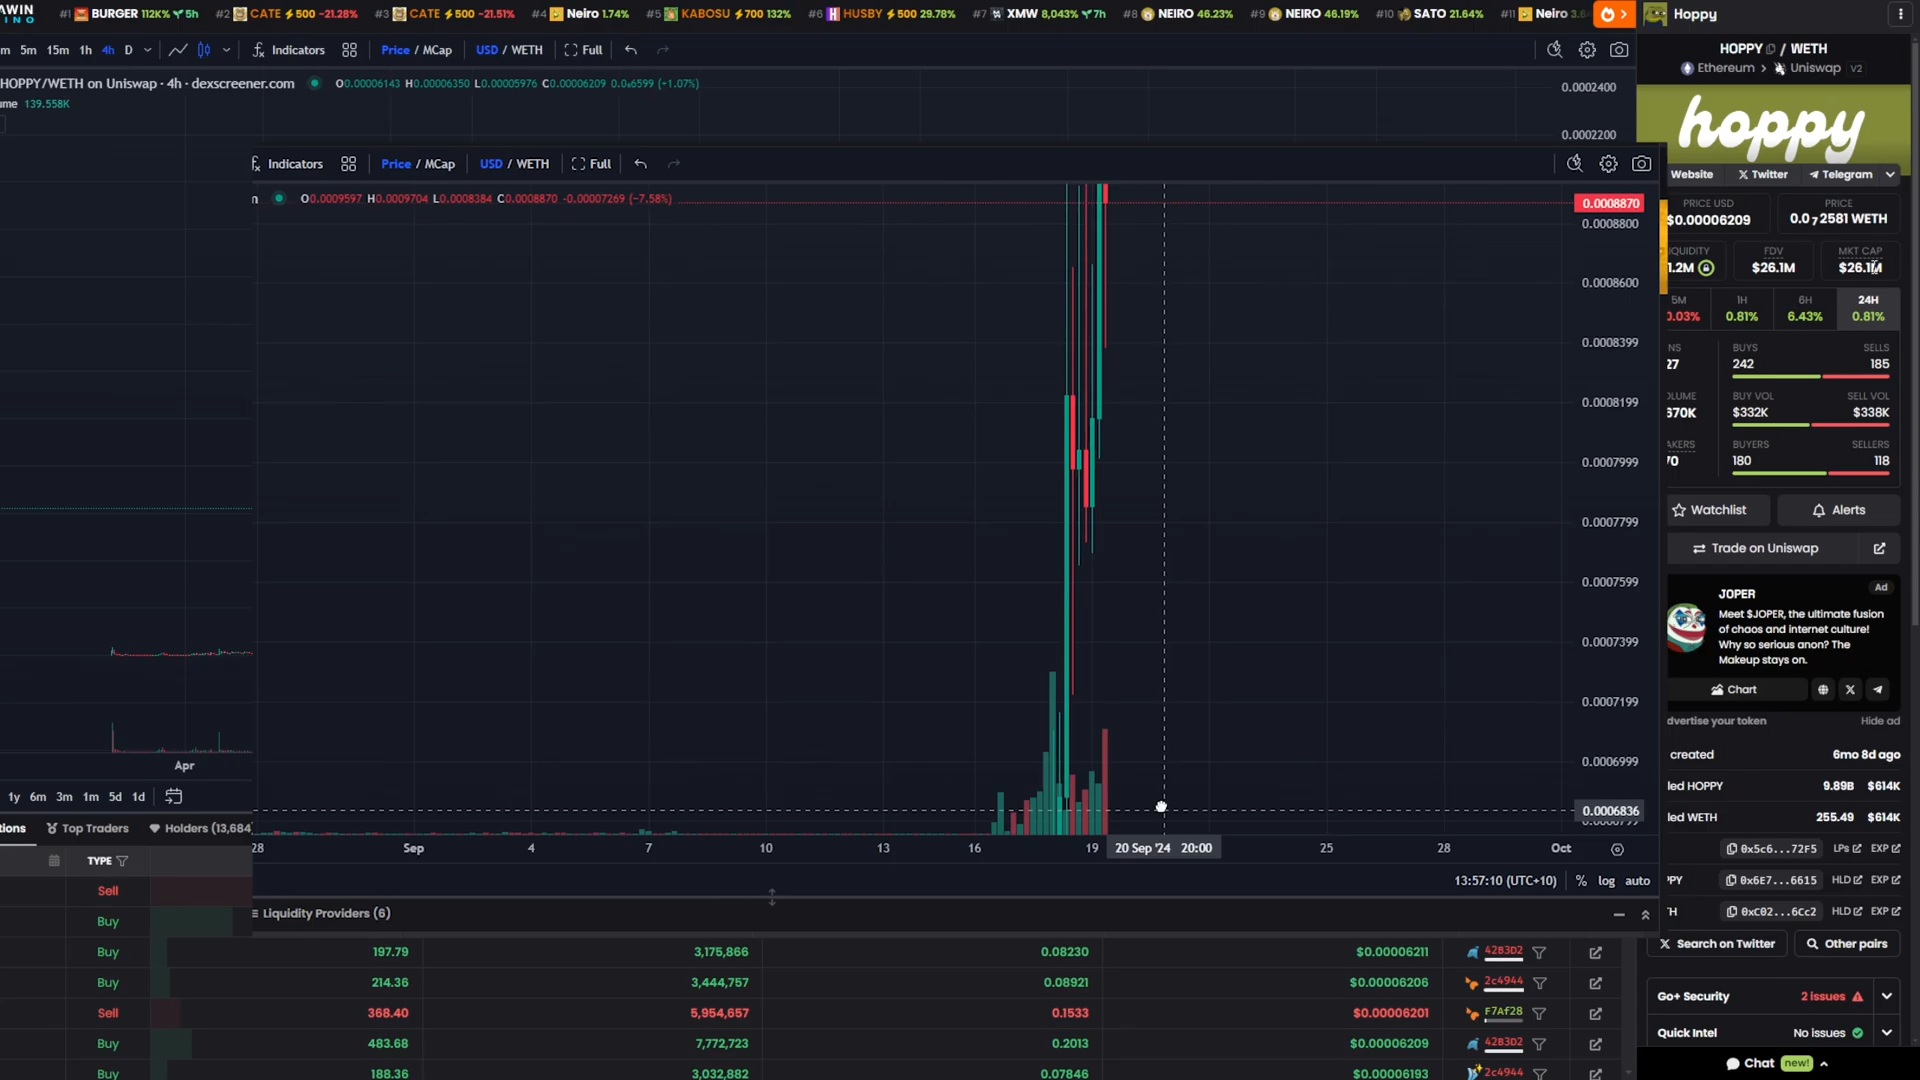 AWIN
INO
#1 BURGER 112K% 5h
#2 CATE 500 -21.28%
#3 CATE 500 -21.51%
#4 Neiro 1.74%
#5 KABOSU 700 132%
#6 HUSBY 500 29.78%
#7 XMW 8,043% 7h
#8 NEIRO 46.23%
#9 NEIRO 46.19%
#10 SATO 21.64%
#11 Neiro 3.6
Hoppy
m 5m 15m 1h 4h D Indicators Price / MCap USD / WETH Full
HOPPY / WETH
Ethereum > Uniswap V2
HOPPY/WETH on Uniswap · 4h · dexscreener.com O0.00006143 H0.00006350 L0.00005976 C0.00006209 0.0₆6599 (+1.07%)
ume 139.558K
0.0002400
0.0002200
hoppy
Indicators Price / MCap USD / WETH Full
Website Twitter Telegram
O0.0009597 H0.0009704 L0.0008384 C0.0008870 -0.00007269 (-7.58%)
0.0008870
0.0008800
0.0008600
0.0008399
0.0008199
0.0007999
0.0007799
0.0007599
0.0007399
0.0007199
0.0006999
0.0006836
PRICE USD PRICE
$0.00006209 0.0₇2581 WETH
IQUIDITY FDV MKT CAP
1.2M $26.1M $26.1M
5M 1H 6H 24H
0.03% 0.81% 6.43% 0.81%
NS BUYS SELLS
27 242 185
OLUME BUY VOL SELL VOL
670K $332K $338K
AKERS BUYERS SELLERS
70 180 118
Watchlist Alerts
Trade on Uniswap
Ad
JOPER
Meet $JOPER, the ultimate fusion
of chaos and internet culture!
Why so serious anon? The
Makeup stays on.
Chart
dvertise your token Hide ad
created 6mo 8d ago
led HOPPY 9.89B $614K
led WETH 255.49 $614K
0x5c6...72F5 LPs EXP
PY 0x6E7...6615 HLD EXP
TH 0xC02...6Cc2 HLD EXP
Search on Twitter Other pairs
Go+ Security 2 issues
Quick Intel No issues
Chat new!
Apr
28 Sep 4 7 10 13 16 19 20 Sep '24 20:00 25 28 Oct
1y 6m 3m 1m 5d 1d
13:57:10 (UTC+10) % log auto
tions Top Traders Holders (13,684
Liquidity Providers (6)
TYPE
Sell
Buy
Buy 197.79 3,175,866 0.08230 $0.00006211 42B3D2
Buy 214.36 3,444,757 0.08921 $0.00006206 2c4944
Sell 368.40 5,954,657 0.1533 $0.00006201 F7Af28
Buy 483.68 7,772,723 0.2013 $0.00006209 42B3D2
Buy 188.36 3,032,882 0.07846 $0.00006193 2c4944